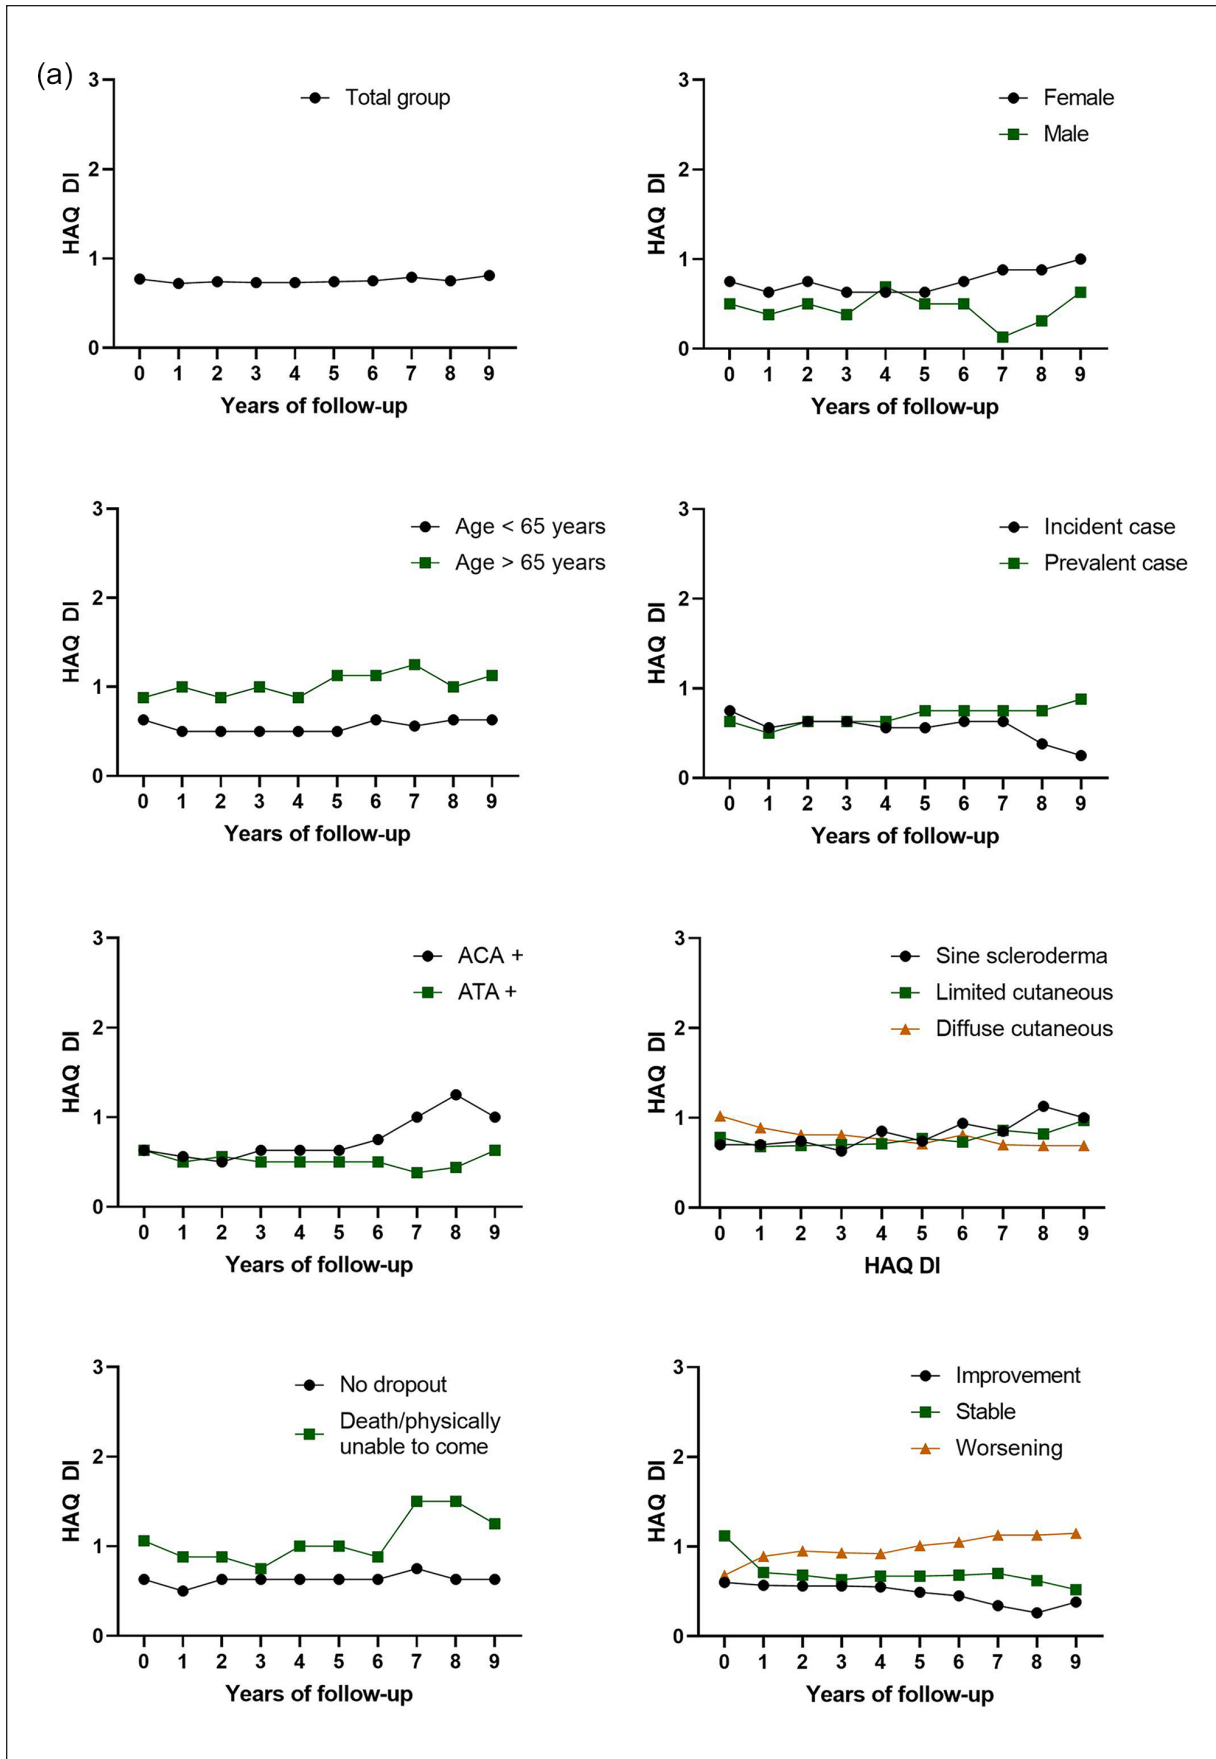 (a)
3
2
1
0
HAQ DI
Total group
0 1 2 3 4 5 6 7 8 9
Years of follow-up
3
2
1
0
HAQ DI
Female
Male
0 1 2 3 4 5 6 7 8 9
Years of follow-up
3
2
1
0
HAQ DI
Age < 65 years
Age > 65 years
0 1 2 3 4 5 6 7 8 9
Years of follow-up
3
2
1
0
HAQ DI
Incident case
Prevalent case
0 1 2 3 4 5 6 7 8 9
Years of follow-up
3
2
1
0
HAQ DI
ACA +
ATA +
0 1 2 3 4 5 6 7 8 9
Years of follow-up
3
2
1
0
HAQ DI
Sine scleroderma
Limited cutaneous
Diffuse cutaneous
0 1 2 3 4 5 6 7 8 9
HAQ DI
3
2
1
0
HAQ DI
No dropout
Death/physically
unable to come
0 1 2 3 4 5 6 7 8 9
Years of follow-up
3
2
1
0
HAQ DI
Improvement
Stable
Worsening
0 1 2 3 4 5 6 7 8 9
Years of follow-up